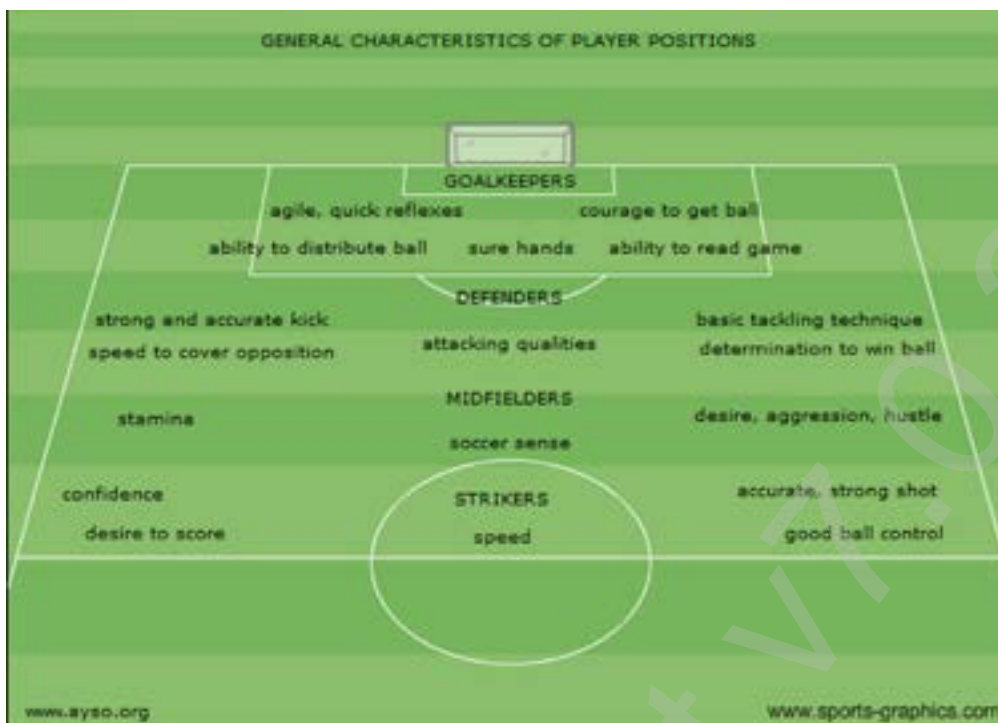 GENERAL CHARACTERISTICS OF PLAYER POSITIONS
GOALKEEPERS
agile, quick reflexes courage to get ball
ability to distribute ball sure hands ability to read game
DEFENDERS
strong and accurate kick basic tackling technique
speed to cover opposition attacking qualities determination to win ball
MIDFIELDERS
stamina desire, aggression, hustle
soccer sense
confidence STRIKERS accurate, strong shot
desire to score speed good ball control
www.ayso.org www.sports-graphics.com